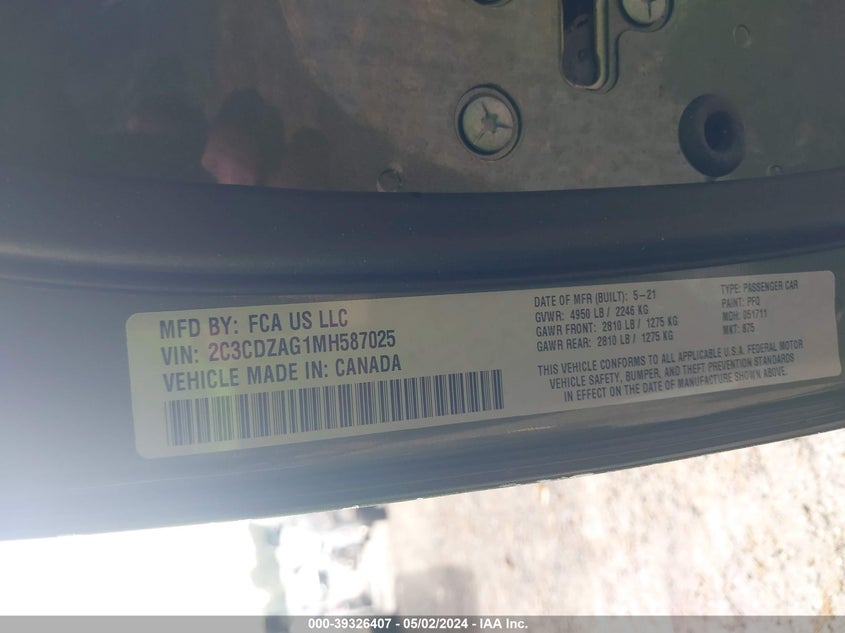 MFD BY: FCA US LLC
VIN: 2C3CDZAG1MH587025
VEHICLE MADE IN: CANADA
DATE OF MFR (BUILT): 5-21
GVWR: 4950 LB / 2246 KG
GAWR FRONT: 2810 LB / 1275 KG
GAWR REAR: 2810 LB / 1275 KG
TYPE: PASSENGER CAR
PAINT: PFQ
MDH: 051711
MKT: 875
THIS VEHICLE CONFORMS TO ALL APPLICABLE U.S.A. FEDERAL MOTOR
VEHICLE SAFETY, BUMPER, AND THEFT PREVENTION STANDARDS
IN EFFECT ON THE DATE OF MANUFACTURE SHOWN ABOVE.
000-39326407 - 05/02/2024 - IAA Inc.